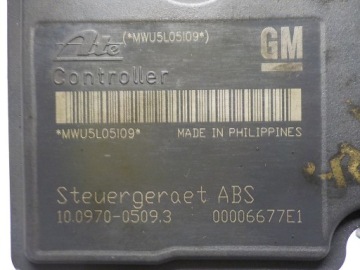 Ate (*MWU5L05109*) GM
Controller
*MWU5L05109* MADE IN PHILIPPINES
Steuergeraet ABS
10.0970-0509.3 00006677E1